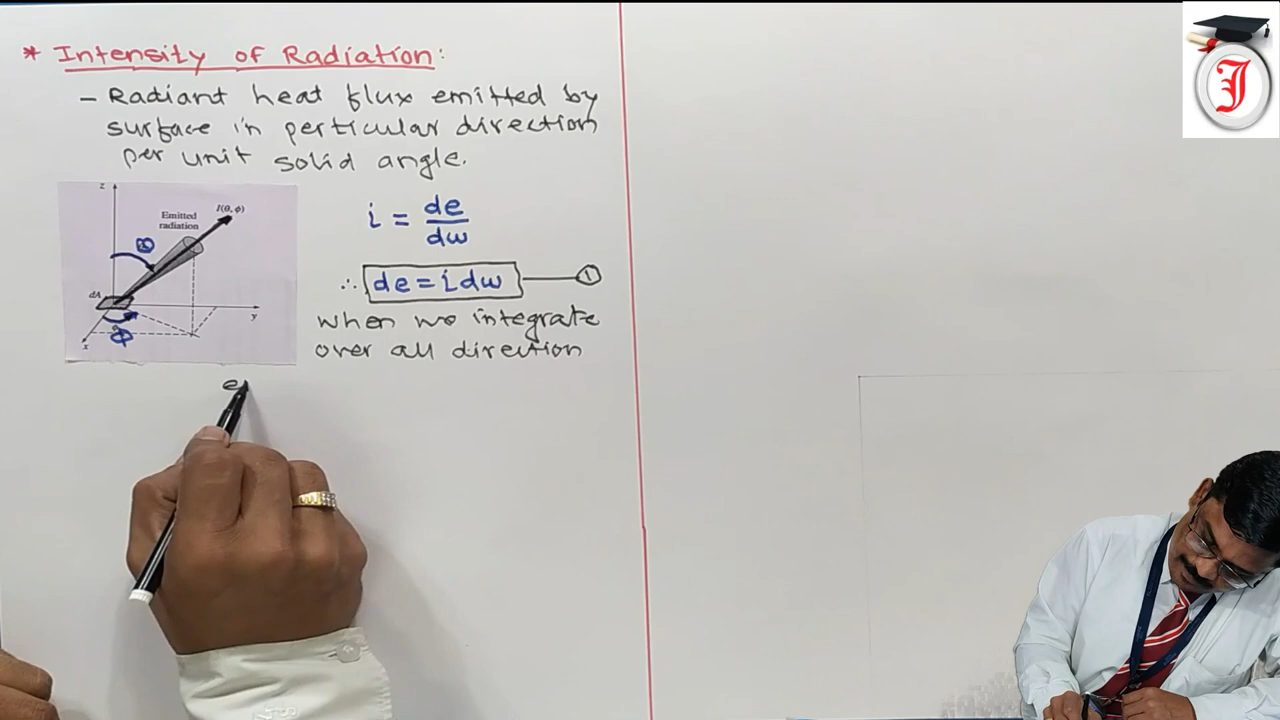 * Intensity of Radiation:
- Radiant heat flux emitted by
surface in perticular direction
per unit solid angle.
z
I(θ, ϕ)
Emitted
radiation
θ
dA
y
x
ϕ
i = de/dω
∴ de = i dω ① 
when we integrate
over all direction
e
J